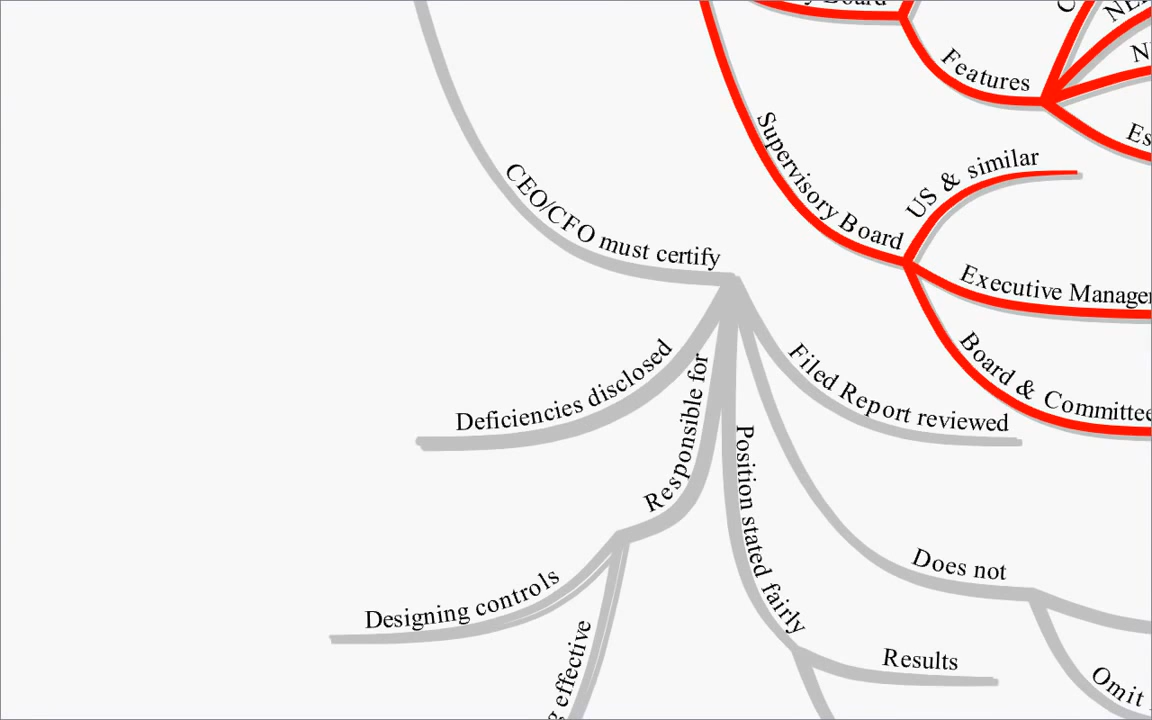 y Board
Features
Supervisory Board
US & similar
CEO/CFO must certify
Executive
Board & Committee
Filed Report reviewed
Deficiencies disclosed
Responsible for
Position stated fairly
Does not
Designing controls
effective
Results
Omit